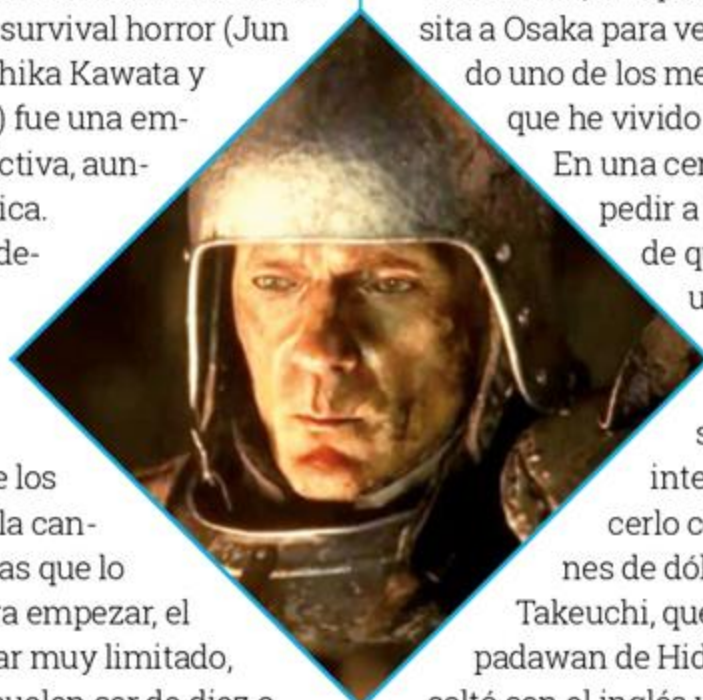 survival horror (Jun
hika Kawata y
) fue una em-
ctiva, aun-
ica.
de-
e los
la can-
as que lo
a empezar, el
ar muy limitado,
sita a Osaka para ve
do uno de los me
que he vivido
En una cer
pedir a
de q
u
s
inte
cerlo c
nes de dól
Takeuchi, que
padawan de Hid